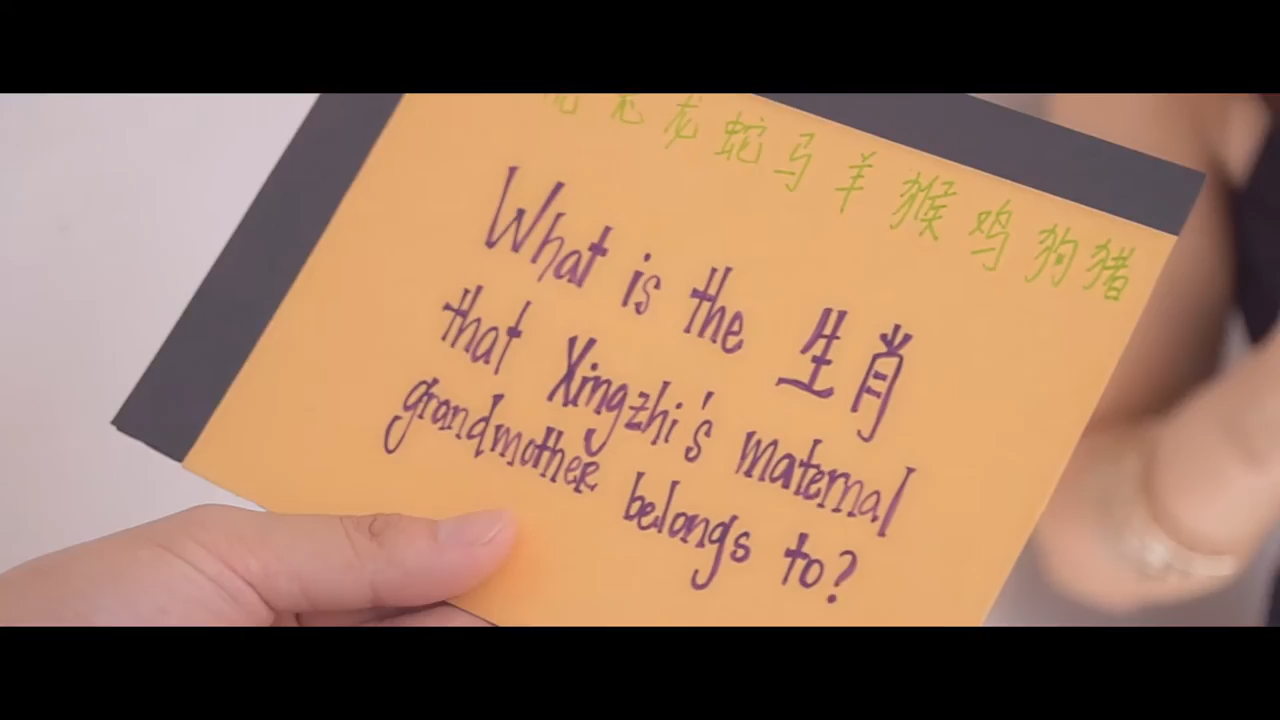 龙 蛇 马 羊 猴 鸡 狗 猪
What is the 生肖
that Xingzhi's maternal
grandmother belongs to?